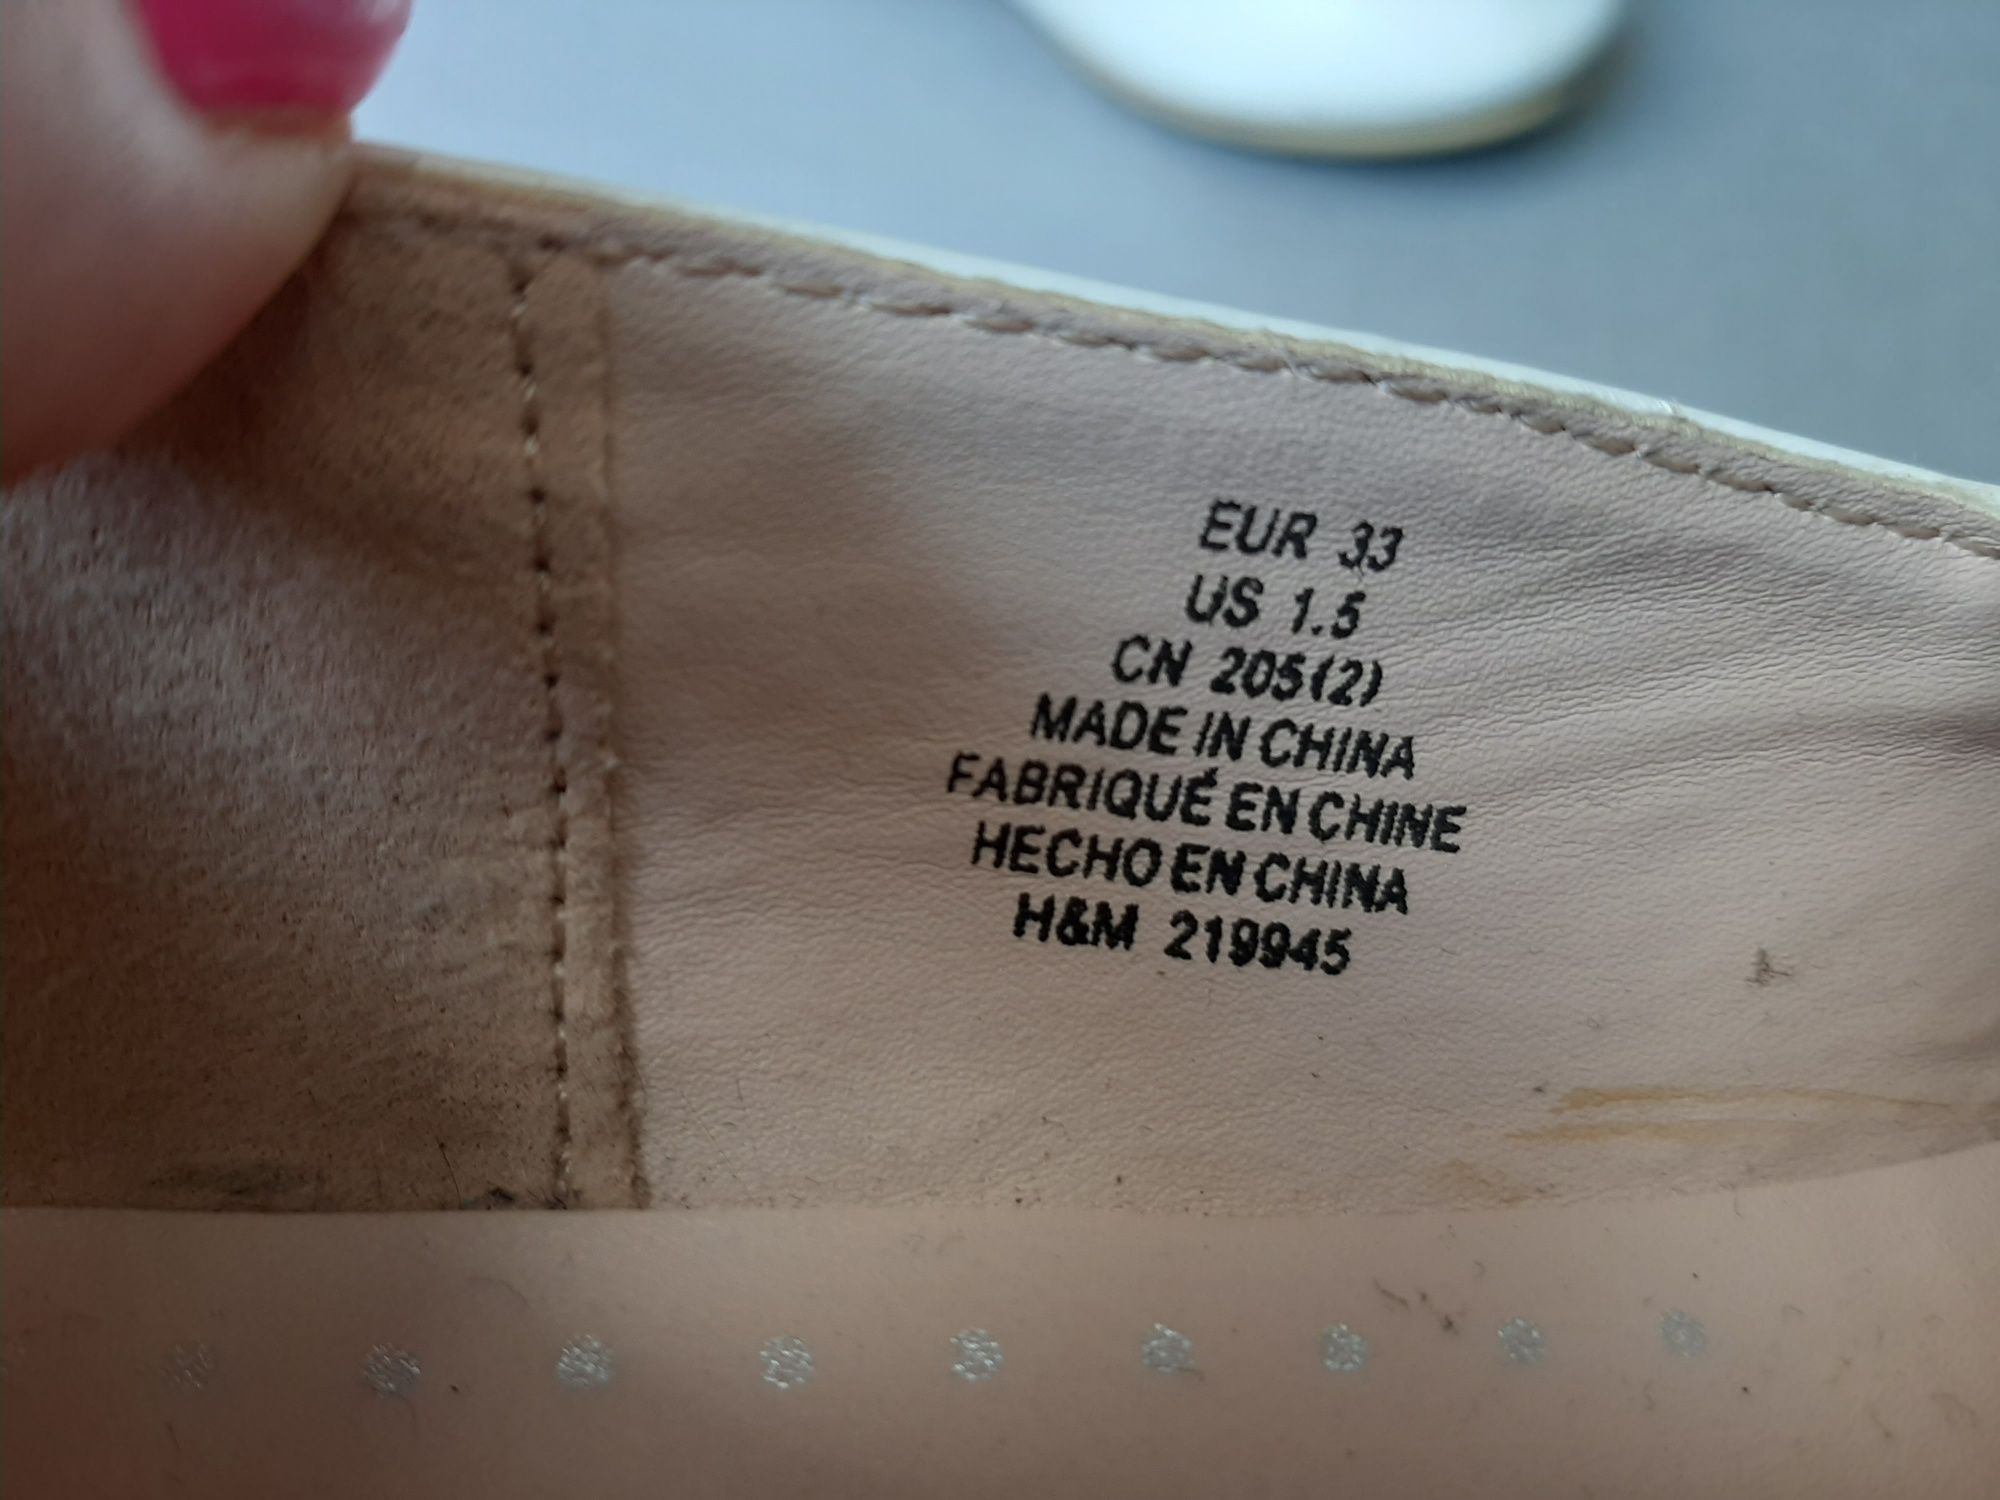 EUR 33
US 1.5
CN 205(2)
MADE IN CHINA
FABRIQUÉ EN CHINE
HECHO EN CHINA
H&M 219945